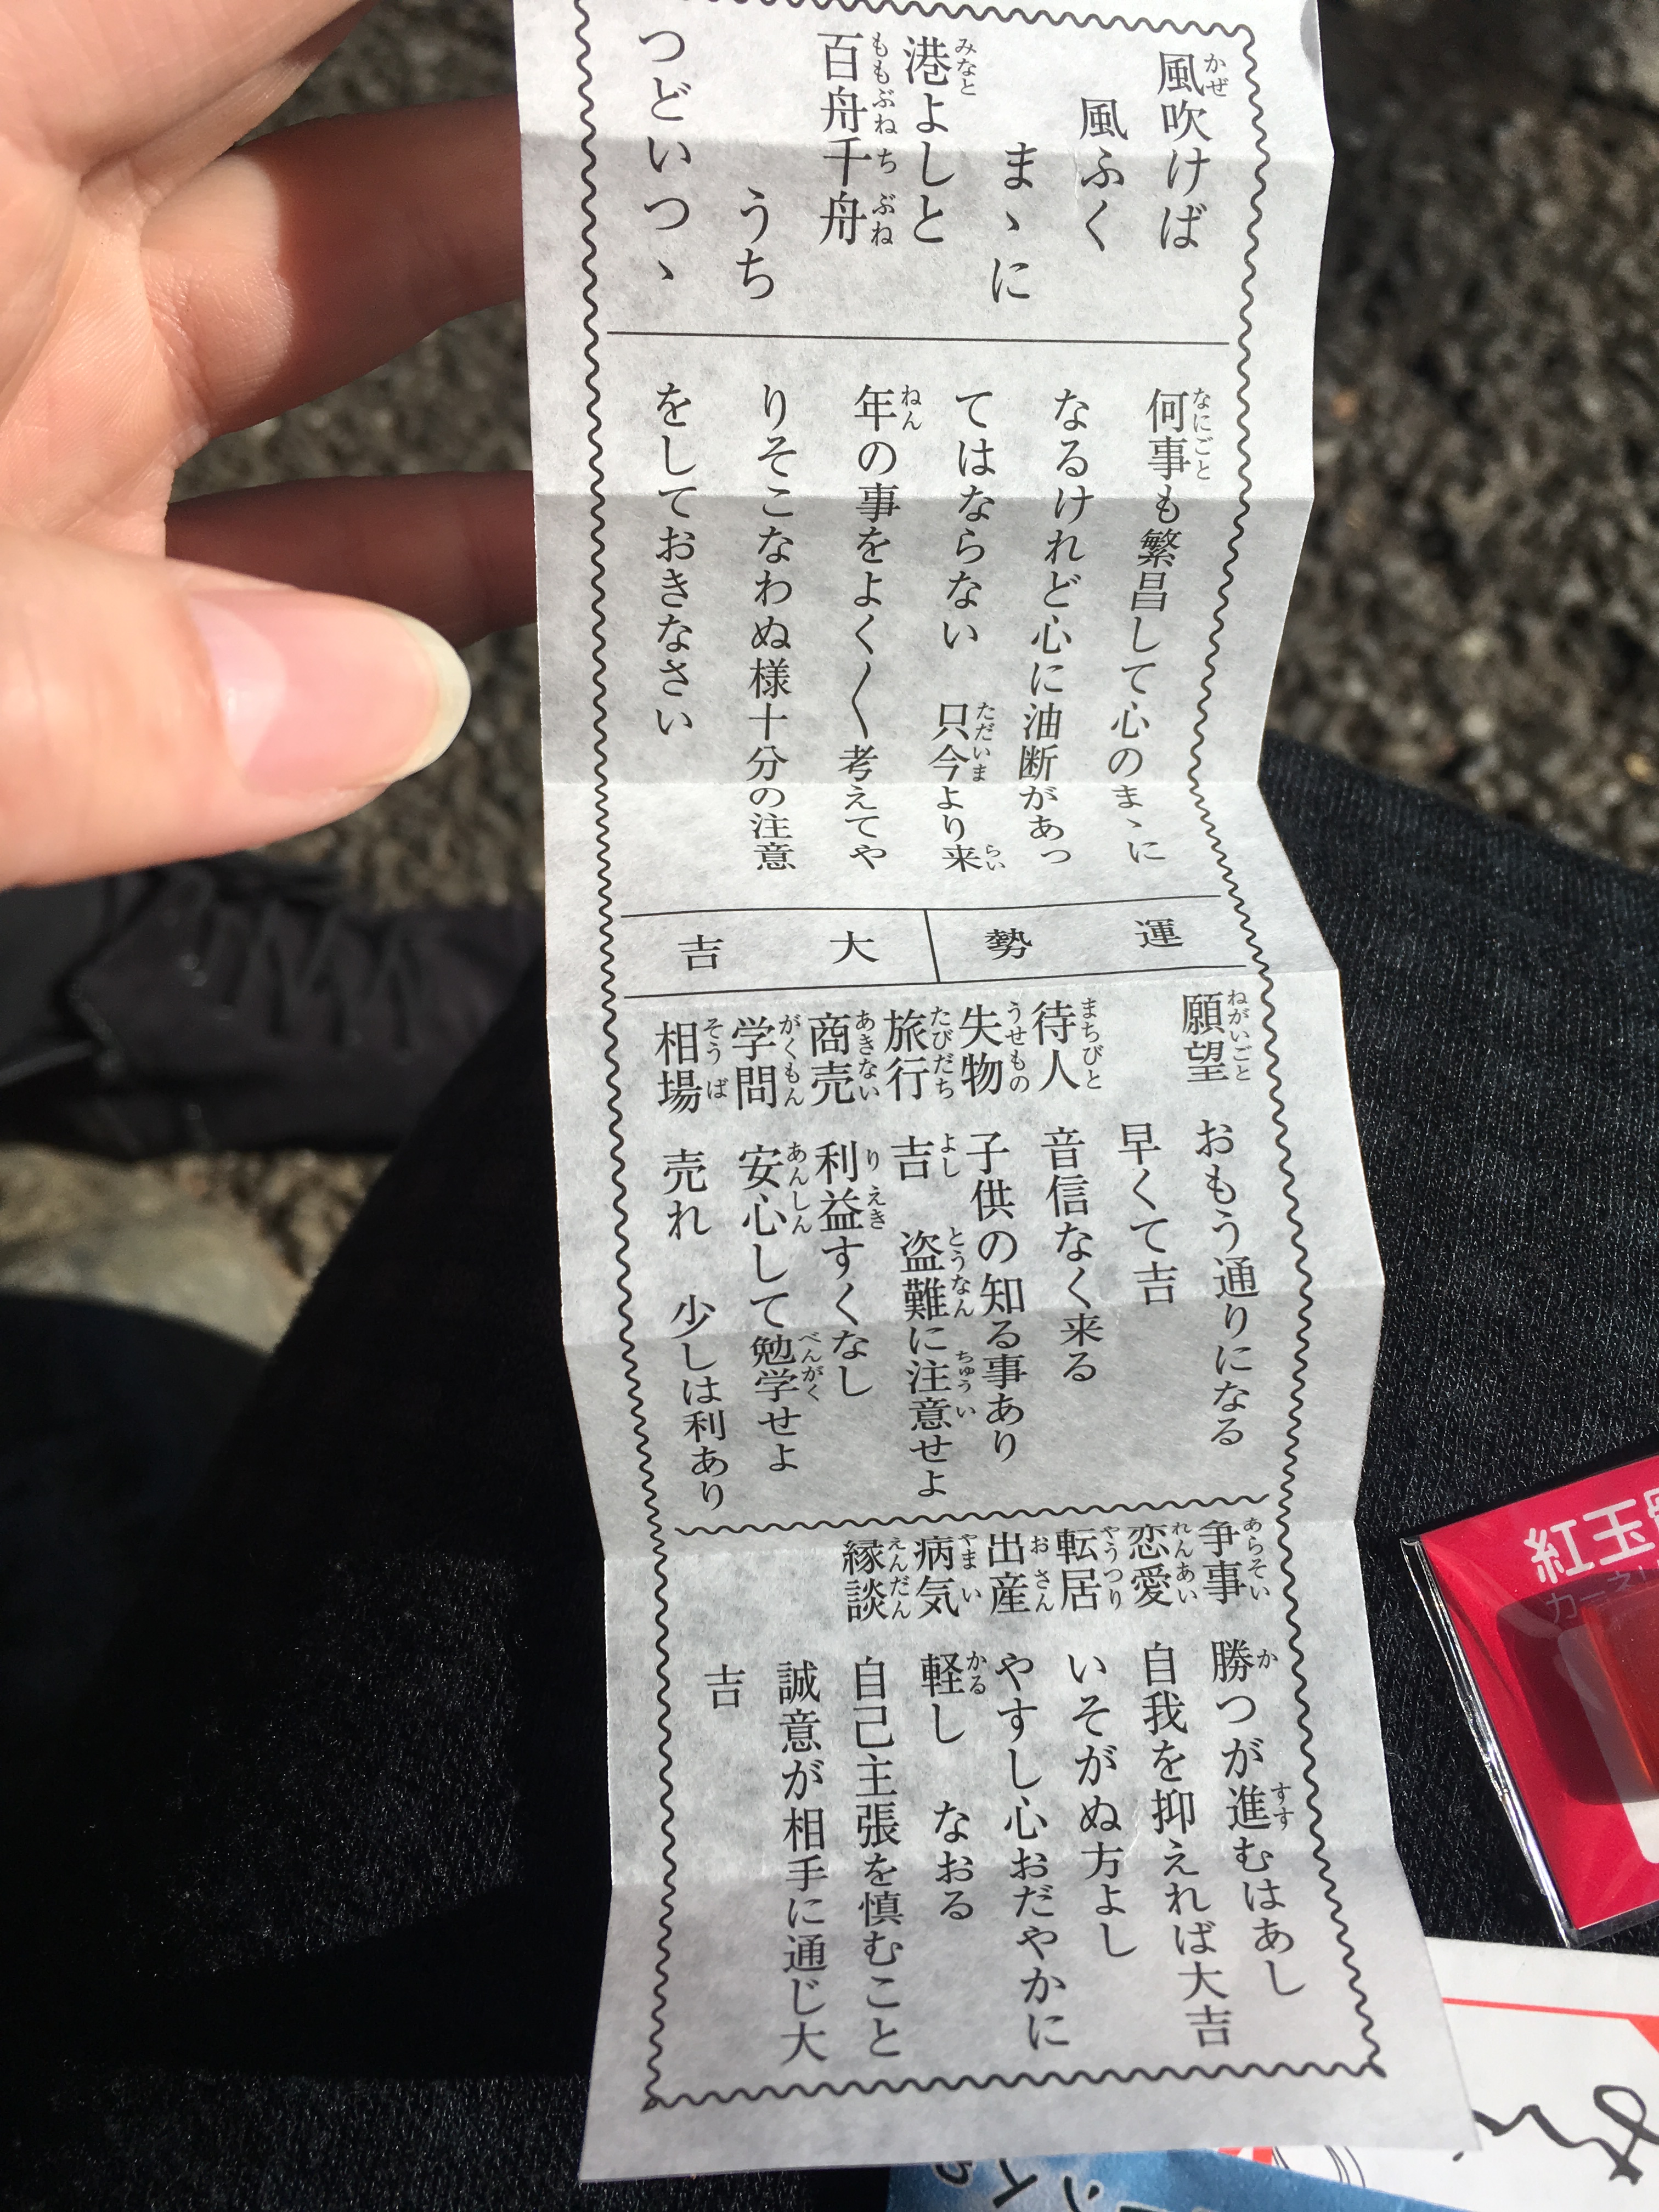 風吹けば
風ふく
まゝに
港よしと
百舟千舟
うち
つどいつゝ
何事も繁昌して心のまゝに
なるけれど心に油断があっ
てはならない　只今より来
年の事をよく〳〵考えてや
りそこなわぬ様十分の注意
をしておきなさい
運勢　大吉
願望　おもう通りになる
早くて吉
待人　音信なく来る
失物　子供の知る事あり
旅行　吉　盗難に注意せよ
商売　利益すくなし
学問　安心して勉学せよ
相場　売れ　少しは利あり
争事　勝つが進むはあし
恋愛　自我を抑えれば大吉
転居　いそがぬ方よし
出産　やすし心おだやかに
病気　軽し　なおる
縁談　自己主張を慎むこと
誠意が相手に通じ大
吉
紅玉